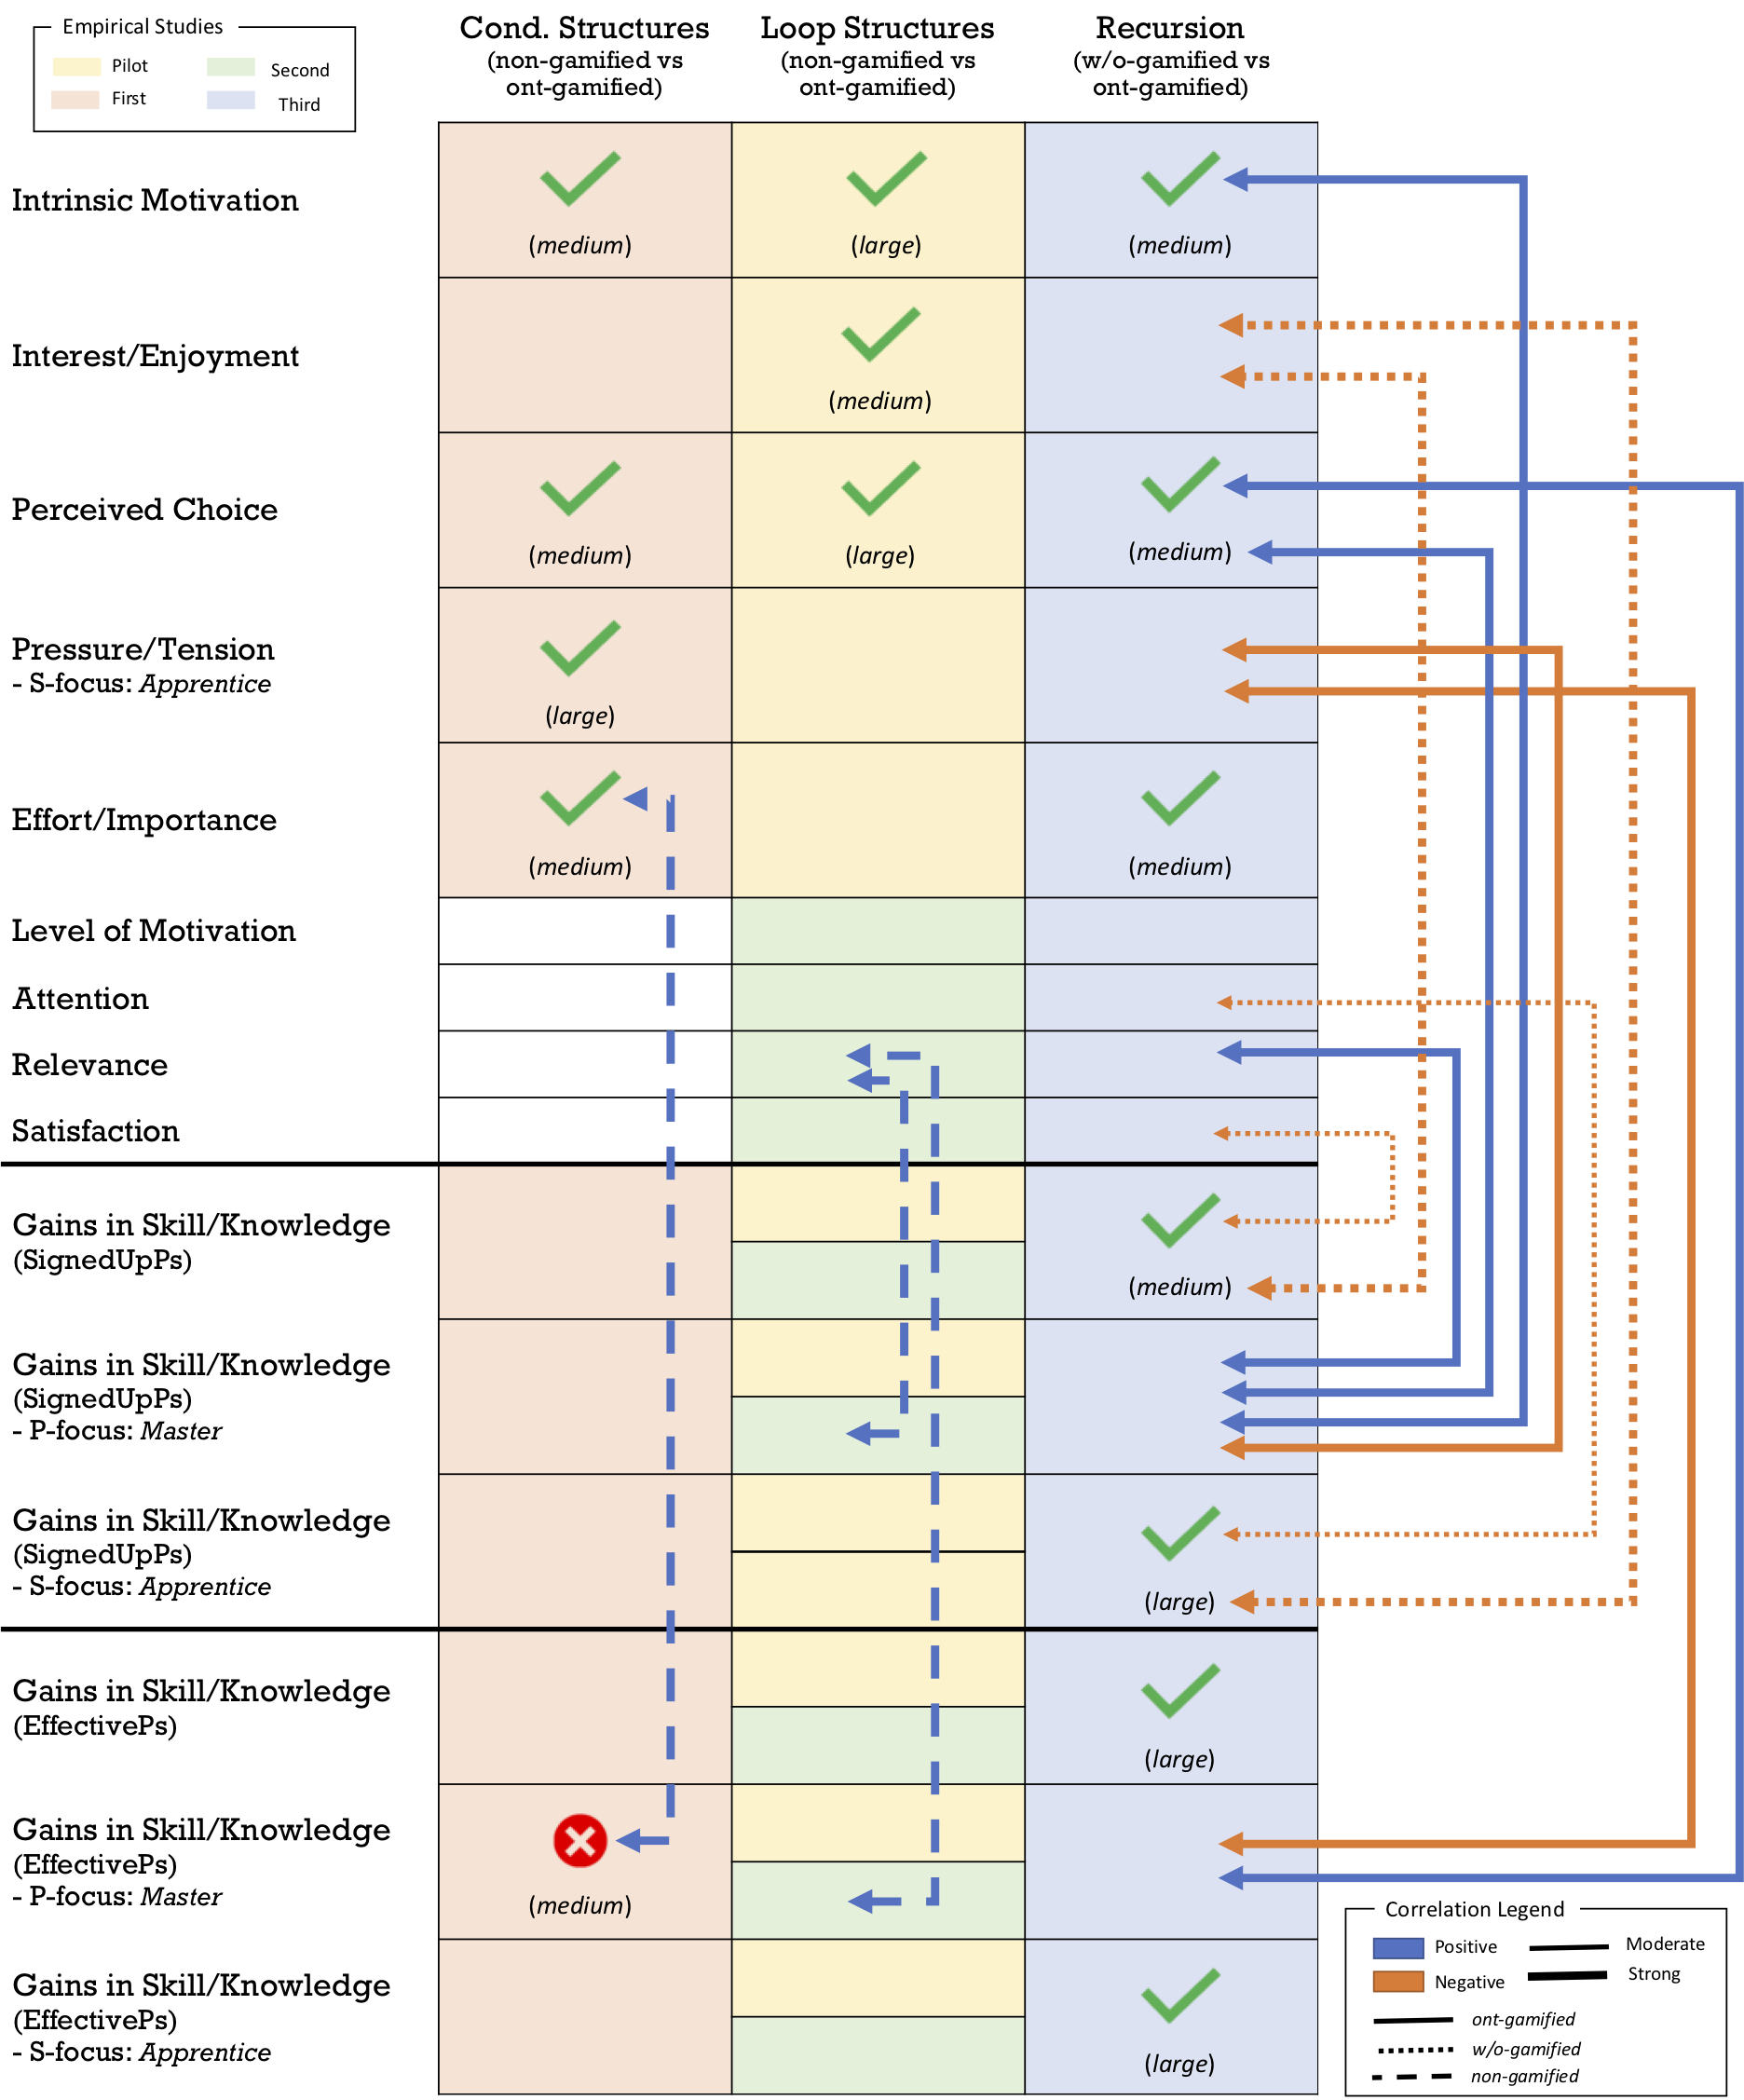 Empirical Studies
Pilot
Second
First
Third
Cond. Structures
(non-gamified vs
ont-gamified)
Loop Structures
(non-gamified vs
ont-gamified)
Recursion
(w/o-gamified vs
ont-gamified)
Intrinsic Motivation
(medium)
(large)
(medium)
Interest/Enjoyment
(medium)
Perceived Choice
(medium)
(large)
(medium)
Pressure/Tension
- S-focus: Apprentice
(large)
Effort/Importance
(medium)
(medium)
Level of Motivation
Attention
Relevance
Satisfaction
Gains in Skill/Knowledge
(SignedUpPs)
(medium)
Gains in Skill/Knowledge
(SignedUpPs)
- P-focus: Master
Gains in Skill/Knowledge
(SignedUpPs)
- S-focus: Apprentice
(large)
Gains in Skill/Knowledge
(EffectivePs)
(large)
Gains in Skill/Knowledge
(EffectivePs)
- P-focus: Master
(medium)
Gains in Skill/Knowledge
(EffectivePs)
- S-focus: Apprentice
(large)
Correlation Legend
Positive
Moderate
Negative
Strong
ont-gamified
w/o-gamified
non-gamified